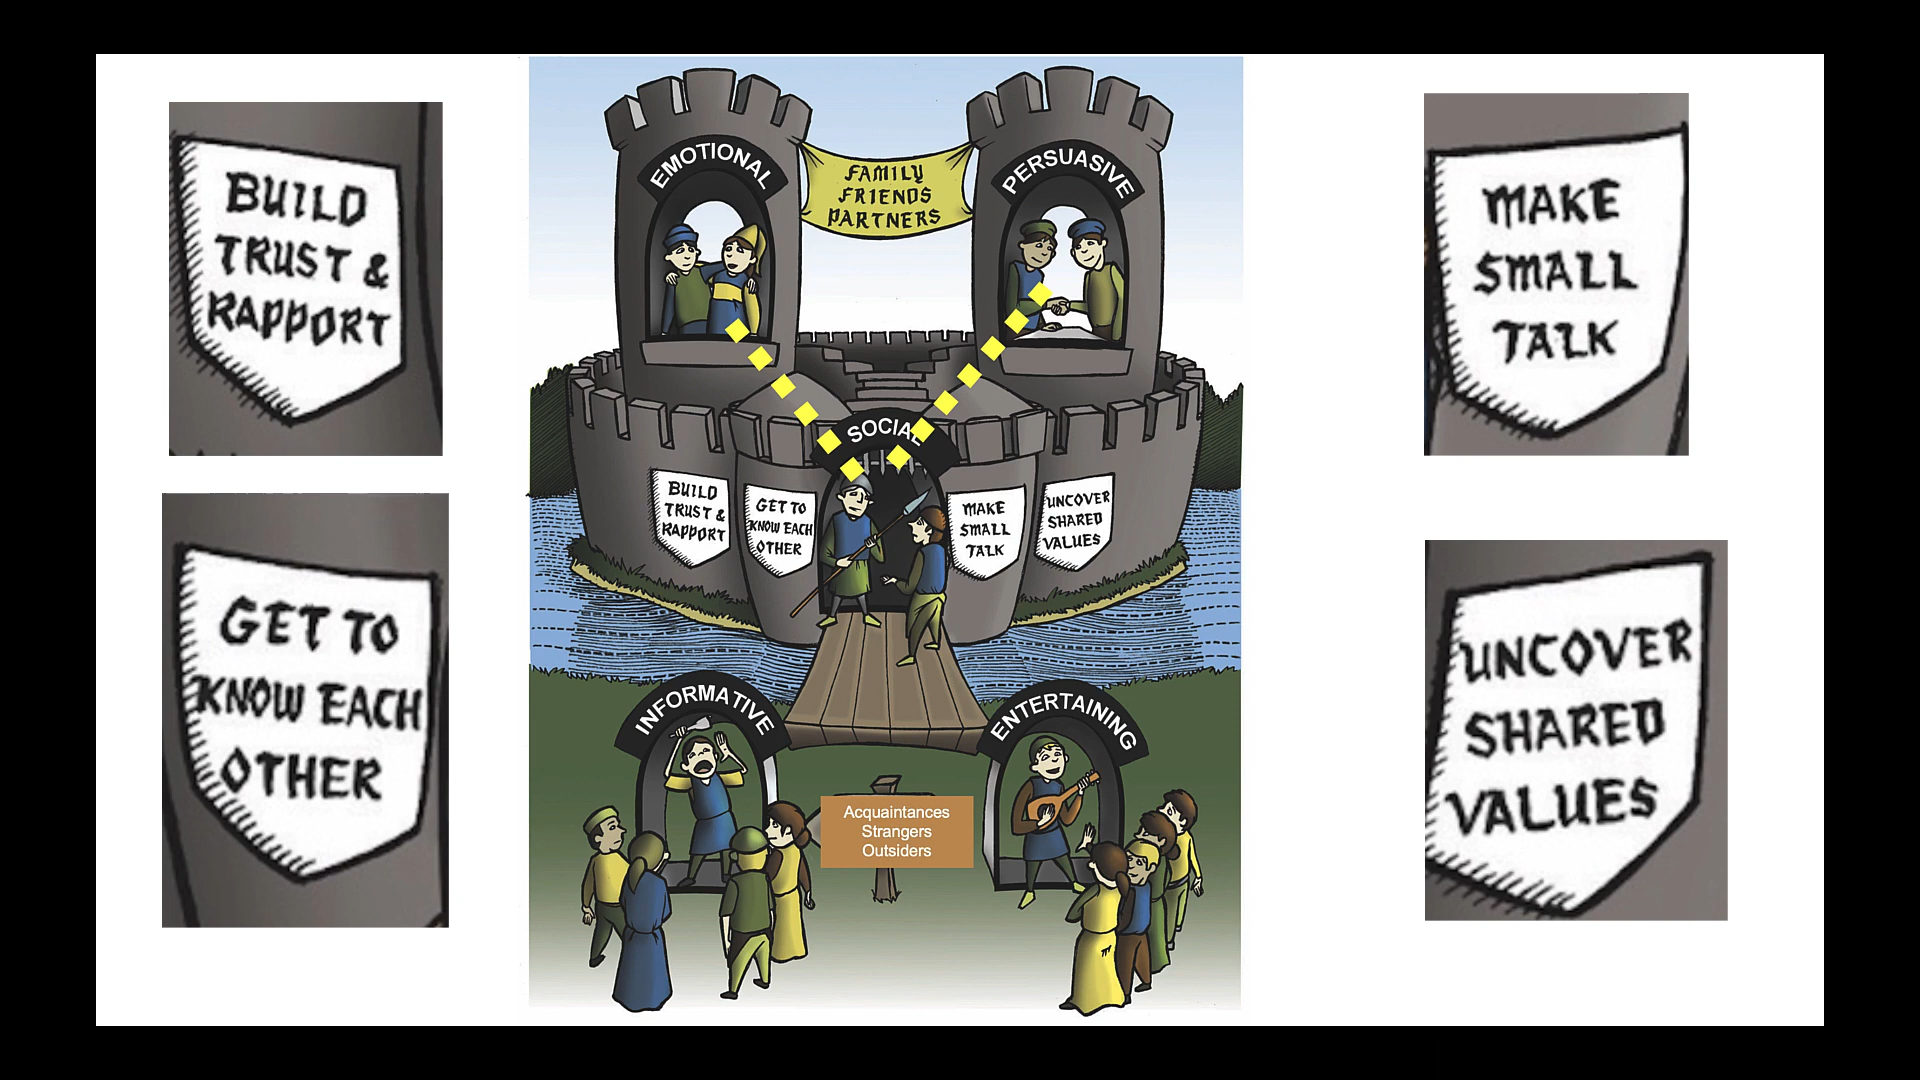 BUILD
TRUST &
RAPPORT
GET TO
KNOW EACH
OTHER
EMOTIONAL
FAMILY
FRIENDS
PARTNERS
PERSUASIVE
SOCIAL
BUILD
TRUST &
RAPPORT
GET TO
KNOW EACH
OTHER
MAKE
SMALL
TALK
UNCOVER
SHARED
VALUES
INFORMATIVE
ENTERTAINING
Acquaintances
Strangers
Outsiders
MAKE
SMALL
TALK
UNCOVER
SHARED
VALUES